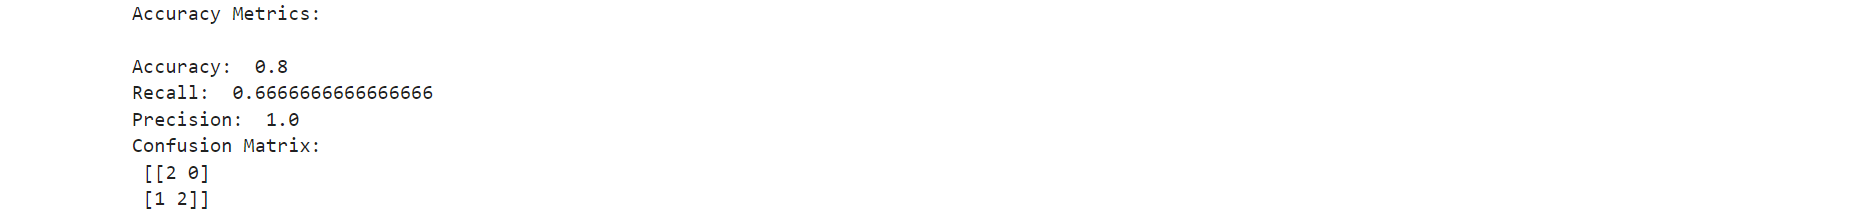 Accuracy Metrics:
Accuracy:  0.8
Recall:  0.6666666666666666
Precision:  1.0
Confusion Matrix:
 [[2 0]
 [1 2]]